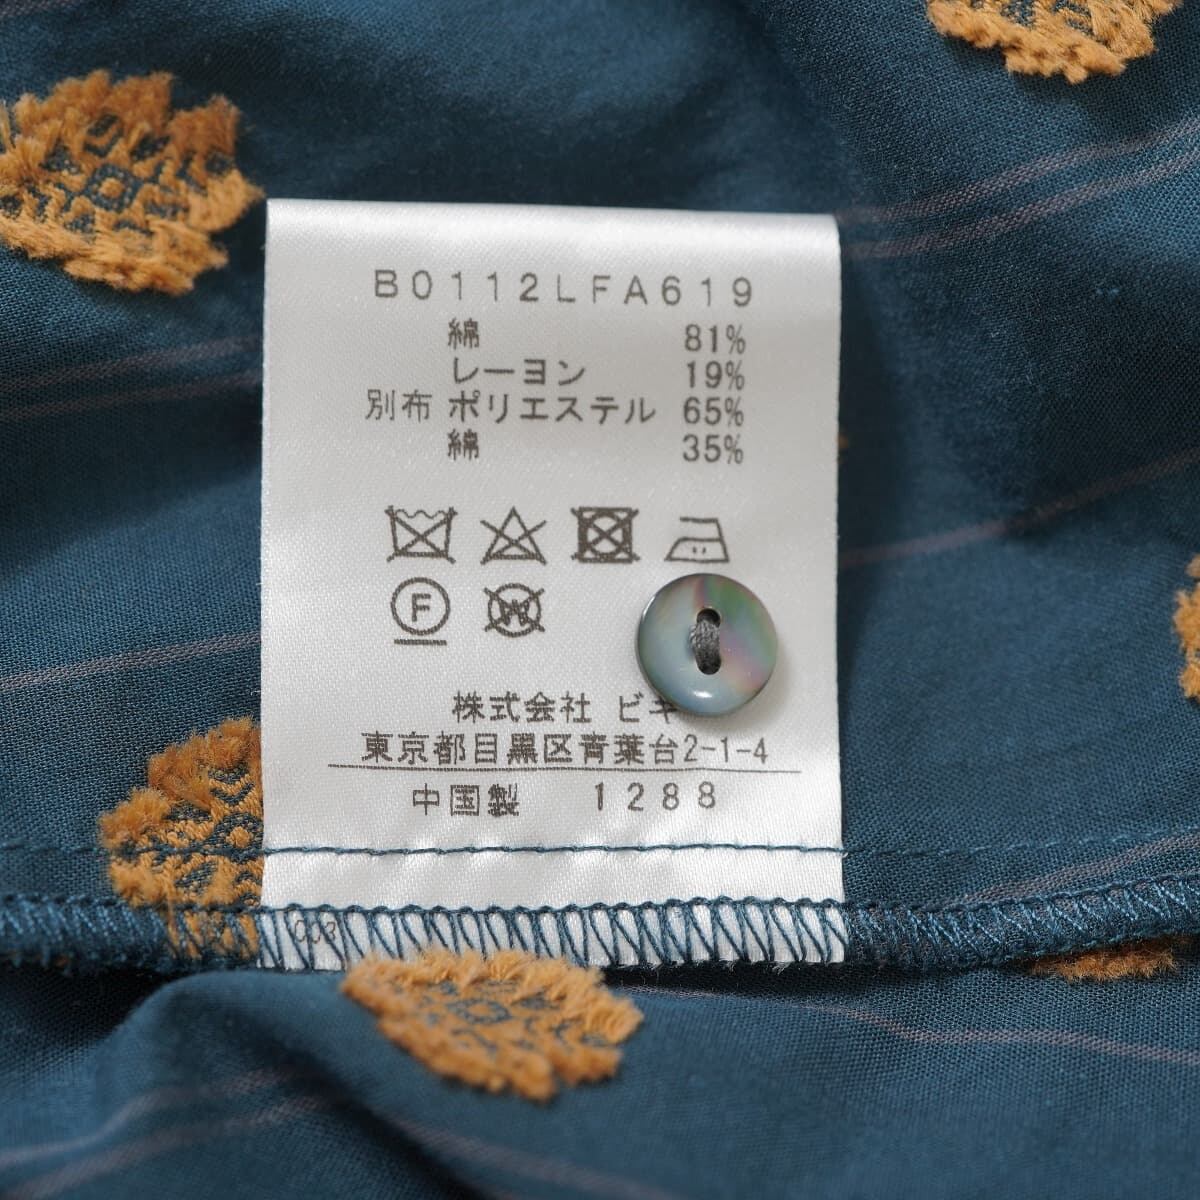 B0112LFA619
綿 81%
レーヨン 19%
別布 ポリエステル 65%
綿 35%
F
W
株式会社 ビギ
東京都目黒区青葉台2-1-4
中国製 1288
003